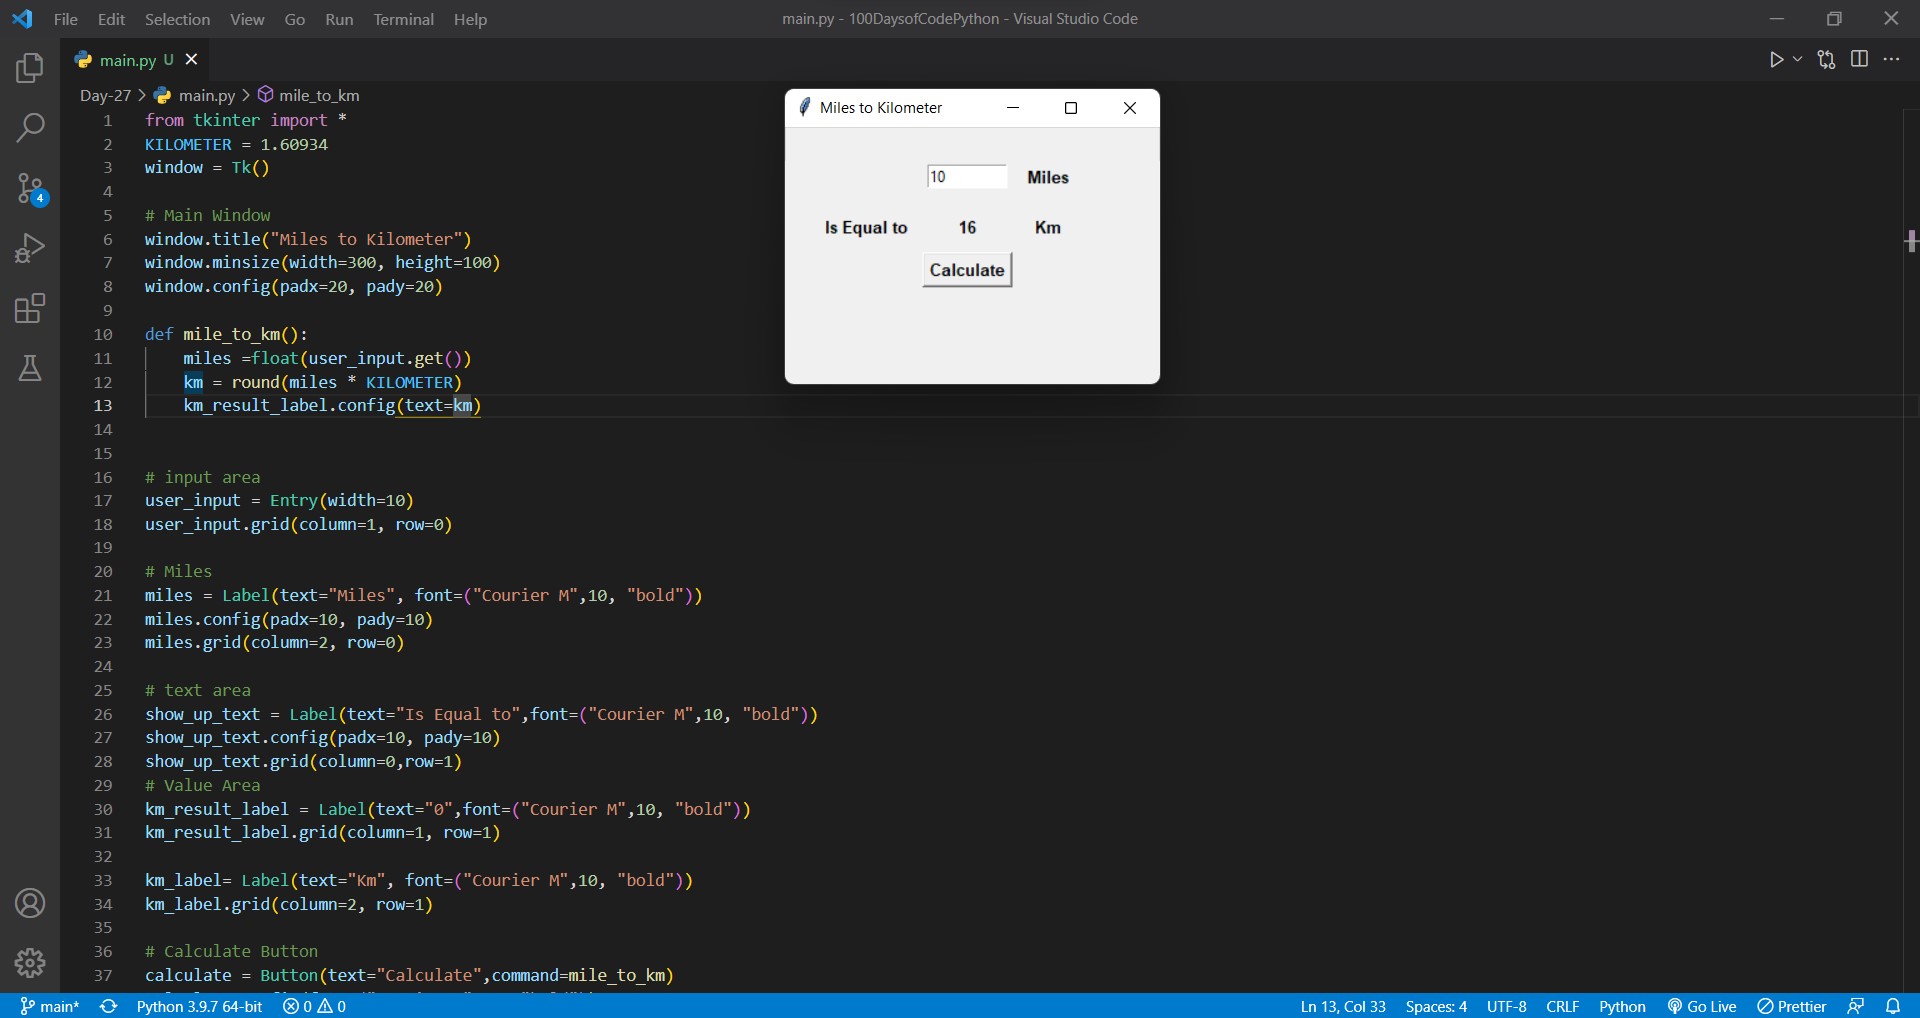 File Edit Selection View Go Run Terminal Help
main.py - 100DaysofCodePython - Visual Studio Code
main.py U
Day-27 > main.py > mile_to_km
1 from tkinter import *
2 KILOMETER = 1.60934
3 window = Tk()
4
5 # Main Window
6 window.title("Miles to Kilometer")
7 window.minsize(width=300, height=100)
8 window.config(padx=20, pady=20)
9
10 def mile_to_km():
11 miles =float(user_input.get())
12 km = round(miles * KILOMETER)
13 km_result_label.config(text=km)
14
15
16 # input area
17 user_input = Entry(width=10)
18 user_input.grid(column=1, row=0)
19
20 # Miles
21 miles = Label(text="Miles", font=("Courier M",10, "bold"))
22 miles.config(padx=10, pady=10)
23 miles.grid(column=2, row=0)
24
25 # text area
26 show_up_text = Label(text="Is Equal to",font=("Courier M",10, "bold"))
27 show_up_text.config(padx=10, pady=10)
28 show_up_text.grid(column=0,row=1)
29 # Value Area
30 km_result_label = Label(text="0",font=("Courier M",10, "bold"))
31 km_result_label.grid(column=1, row=1)
32
33 km_label= Label(text="Km", font=("Courier M",10, "bold"))
34 km_label.grid(column=2, row=1)
35
36 # Calculate Button
37 calculate = Button(text="Calculate",command=mile_to_km)
Miles to Kilometer
10 Miles
Is Equal to 16 Km
Calculate
4
main* Python 3.9.7 64-bit 0 0
Ln 13, Col 33 Spaces: 4 UTF-8 CRLF Python Go Live Prettier